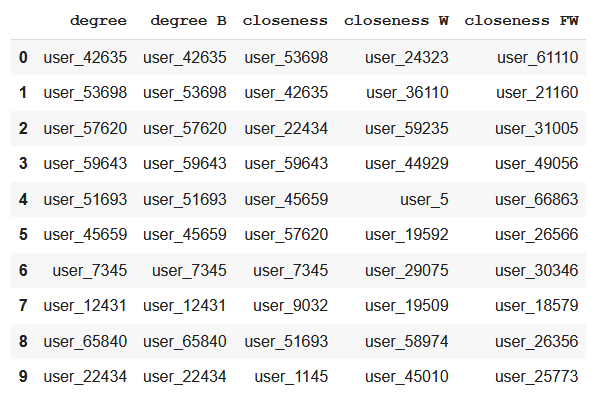 degree degree B closeness closeness W closeness FW
0 user_42635 user_42635 user_53698 user_24323 user_61110
1 user_53698 user_53698 user_42635 user_36110 user_21160
2 user_57620 user_57620 user_22434 user_59235 user_31005
3 user_59643 user_59643 user_59643 user_44929 user_49056
4 user_51693 user_51693 user_45659 user_5 user_66863
5 user_45659 user_45659 user_57620 user_19592 user_26566
6 user_7345 user_7345 user_7345 user_29075 user_30346
7 user_12431 user_12431 user_9032 user_19509 user_18579
8 user_65840 user_65840 user_51693 user_58974 user_26356
9 user_22434 user_22434 user_1145 user_45010 user_25773